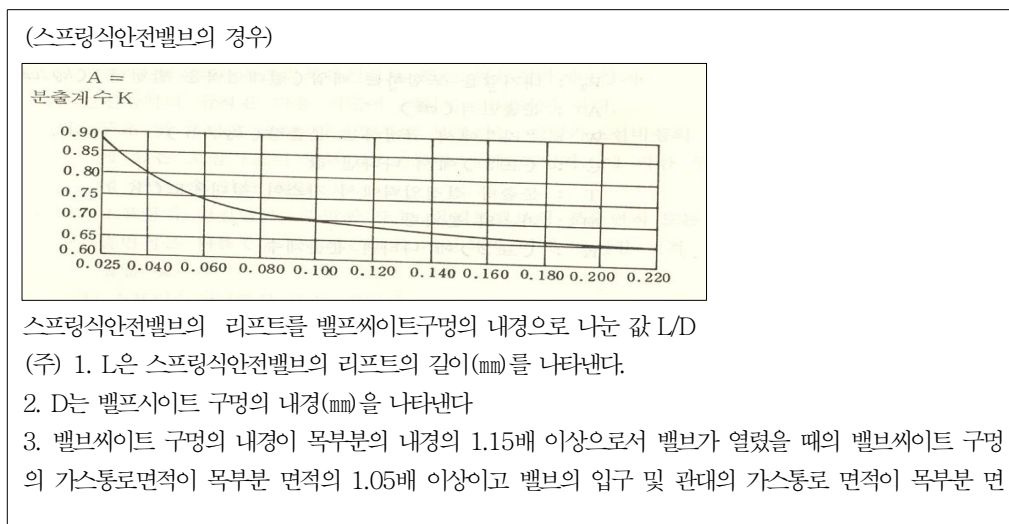 (스프링식안전밸브의 경우)
A =
분출계수 K
0.90
0.85
0.80
0.75
0.70
0.65
0.60
0.025 0.040 0.060 0.080 0.100 0.120 0.140 0.160 0.180 0.200 0.220
스프링식안전밸브의 리프트를 밸프씨이트구멍의 내경으로 나눈 값 L/D
(주) 1. L은 스프링식안전밸브의 리프트의 길이(㎜)를 나타낸다.
2. D는 밸프시이트 구멍의 내경(㎜)을 나타낸다
3. 밸브씨이트 구멍의 내경이 목부분의 내경의 1.15배 이상으로서 밸브가 열렸을 때의 밸브씨이트 구멍
의 가스통로면적이 목부분 면적의 1.05배 이상이고 밸브의 입구 및 관대의 가스통로 면적이 목부분 면